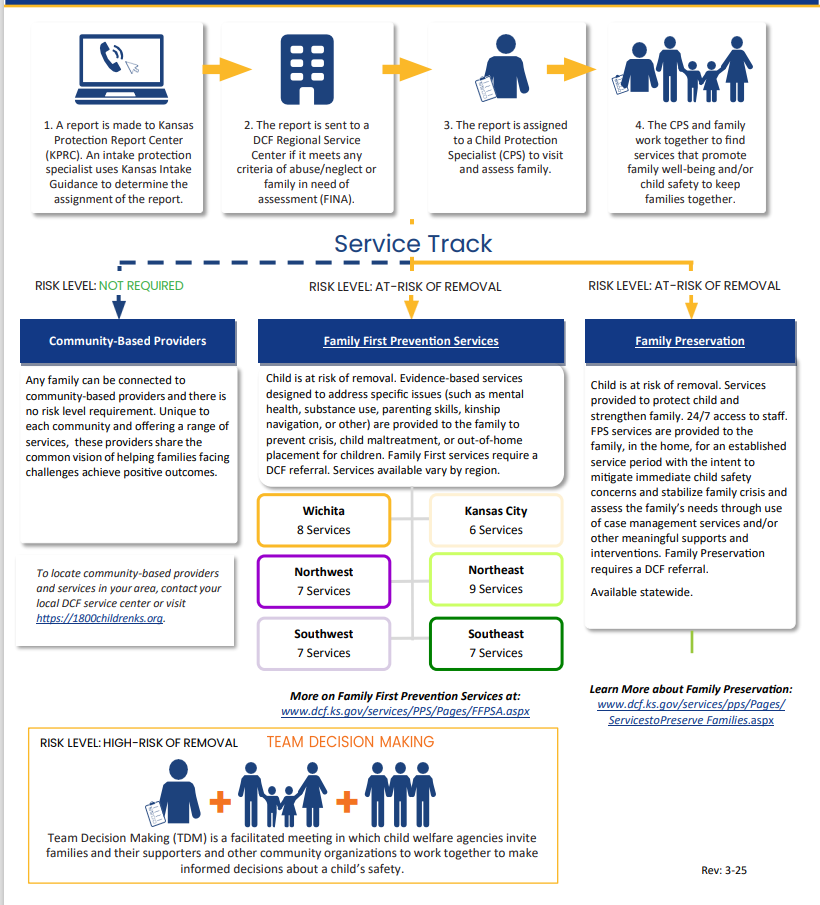 1. A report is made to Kansas
Protection Report Center
(KPRC). An intake protection
specialist uses Kansas Intake
Guidance to determine the
assignment of the report.
2. The report is sent to a
DCF Regional Service
Center if it meets any
criteria of abuse/neglect or
family in need of
assessment (FINA).
3. The report is assigned
to a Child Protection
Specialist (CPS) to visit
and assess family.
4. The CPS and family
work together to find
services that promote
family well-being and/or
child safety to keep
families together.
Service Track
RISK LEVEL: NOT REQUIRED
Community-Based Providers
Any family can be connected to
community-based providers and there is
no risk level requirement. Unique to
each community and offering a range of
services, these providers share the
common vision of helping families facing
challenges achieve positive outcomes.
To locate community-based providers
and services in your area, contact your
local DCF service center or visit
https://1800childrenks.org.
RISK LEVEL: AT-RISK OF REMOVAL
Family First Prevention Services
Child is at risk of removal. Evidence-based services
designed to address specific issues (such as mental
health, substance use, parenting skills, kinship
navigation, or other) are provided to the family to
prevent crisis, child maltreatment, or out-of-home
placement for children. Family First services require a
DCF referral. Services available vary by region.
Wichita
8 Services
Kansas City
6 Services
Northwest
7 Services
Northeast
9 Services
Southwest
7 Services
Southeast
7 Services
More on Family First Prevention Services at:
www.dcf.ks.gov/services/PPS/Pages/FFPSA.aspx
RISK LEVEL: AT-RISK OF REMOVAL
Family Preservation
Child is at risk of removal. Services
provided to protect child and
strengthen family. 24/7 access to staff.
FPS services are provided to the
family, in the home, for an established
service period with the intent to
mitigate immediate child safety
concerns and stabilize family crisis and
assess the family's needs through use
of case management services and/or
other meaningful supports and
interventions. Family Preservation
requires a DCF referral.
Available statewide.
Learn More about Family Preservation:
www.dcf.ks.gov/services/pps/Pages/
ServicestoPreserve Families.aspx
RISK LEVEL: HIGH-RISK OF REMOVAL TEAM DECISION MAKING
Team Decision Making (TDM) is a facilitated meeting in which child welfare agencies invite
families and their supporters and other community organizations to work together to make
informed decisions about a child's safety.
Rev: 3-25